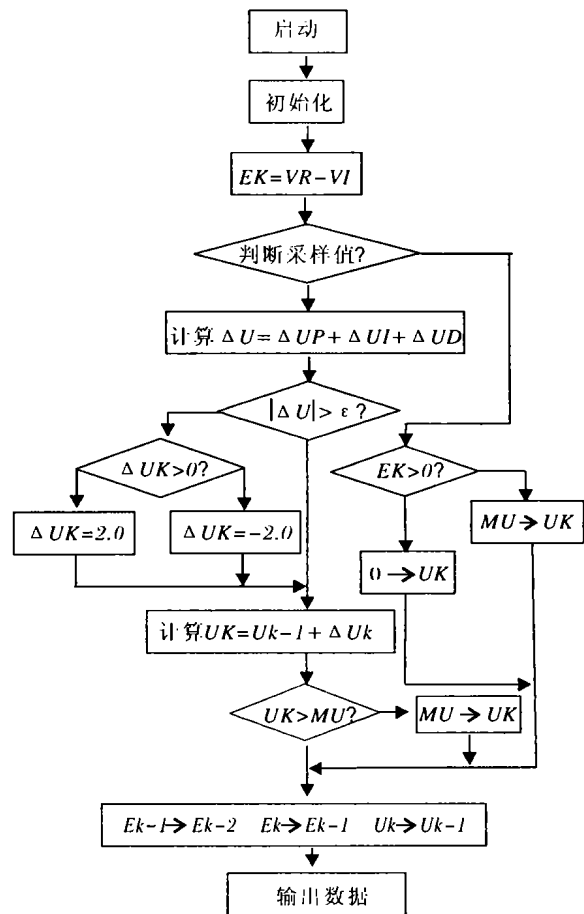 启动
初始化
EK=VR-VI
判断采样值?
计算ΔU=ΔUP+ΔUI+ΔUD
|ΔU|>ε?
ΔUK>0?
EK>0?
ΔUK=2.0
ΔUK=-2.0
MU→UK
0→UK
计算UK=Uk-1+ΔUk
UK>MU?
MU→UK
Ek-1→Ek-2 Ek→Ek-1 Uk→Uk-1
输出数据